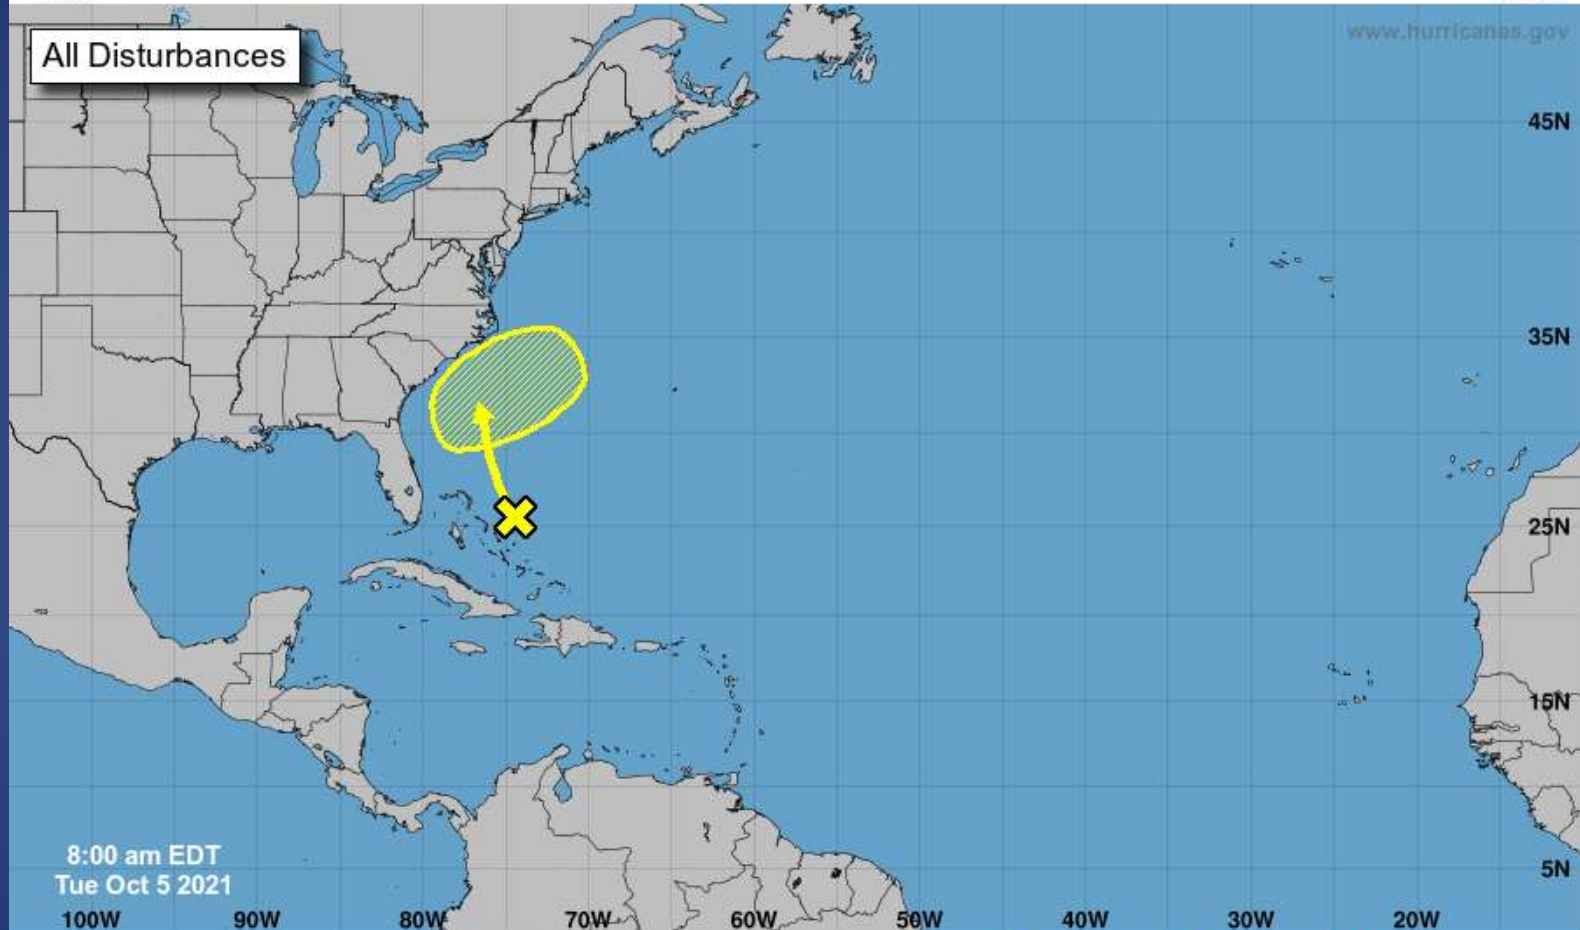 All Disturbances
www.hurricanes.gov
45N
35N
25N
15N
5N
8:00 am EDT
Tue Oct 5 2021
100W 90W 80W 70W 60W 50W 40W 30W 20W